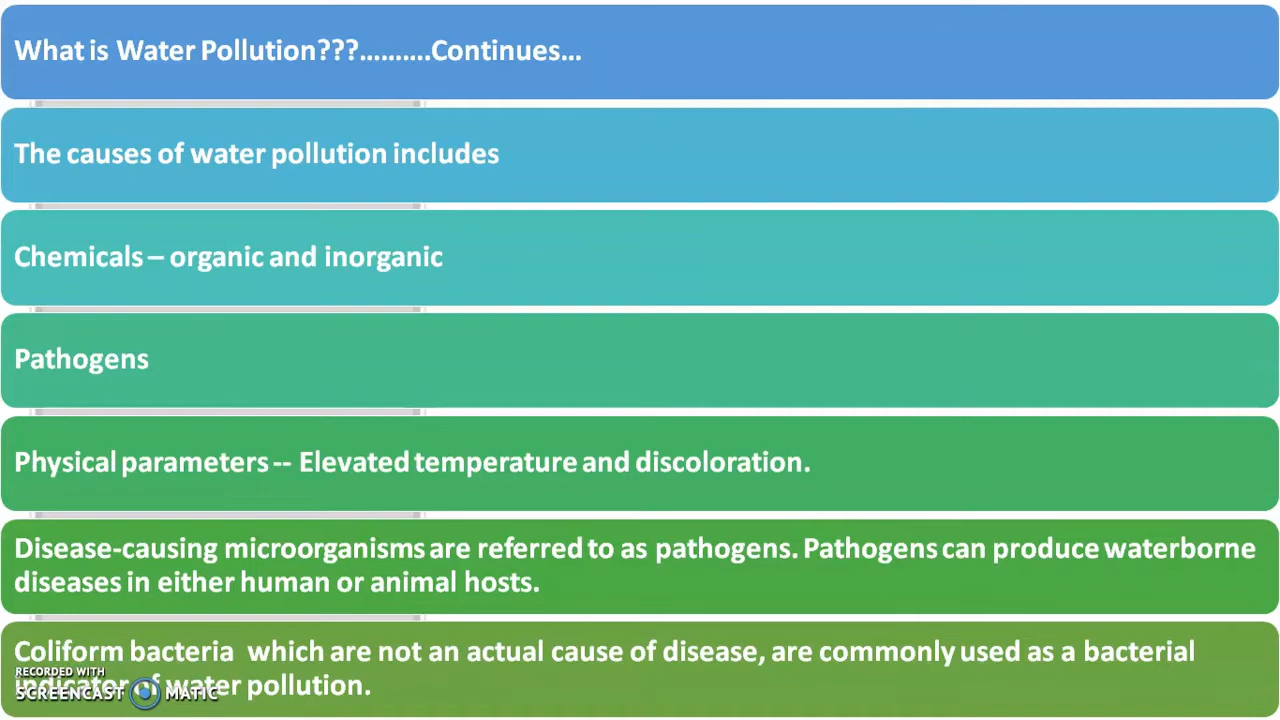 What is Water Pollution???..........Continues...
The causes of water pollution includes
Chemicals – organic and inorganic
Pathogens
Physical parameters -- Elevated temperature and discoloration.
Disease-causing microorganisms are referred to as pathogens. Pathogens can produce waterborne
diseases in either human or animal hosts.
Coliform bacteria which are not an actual cause of disease, are commonly used as a bacterial
indicator of water pollution.
RECORDED WITH
SCREENCAST MATIC